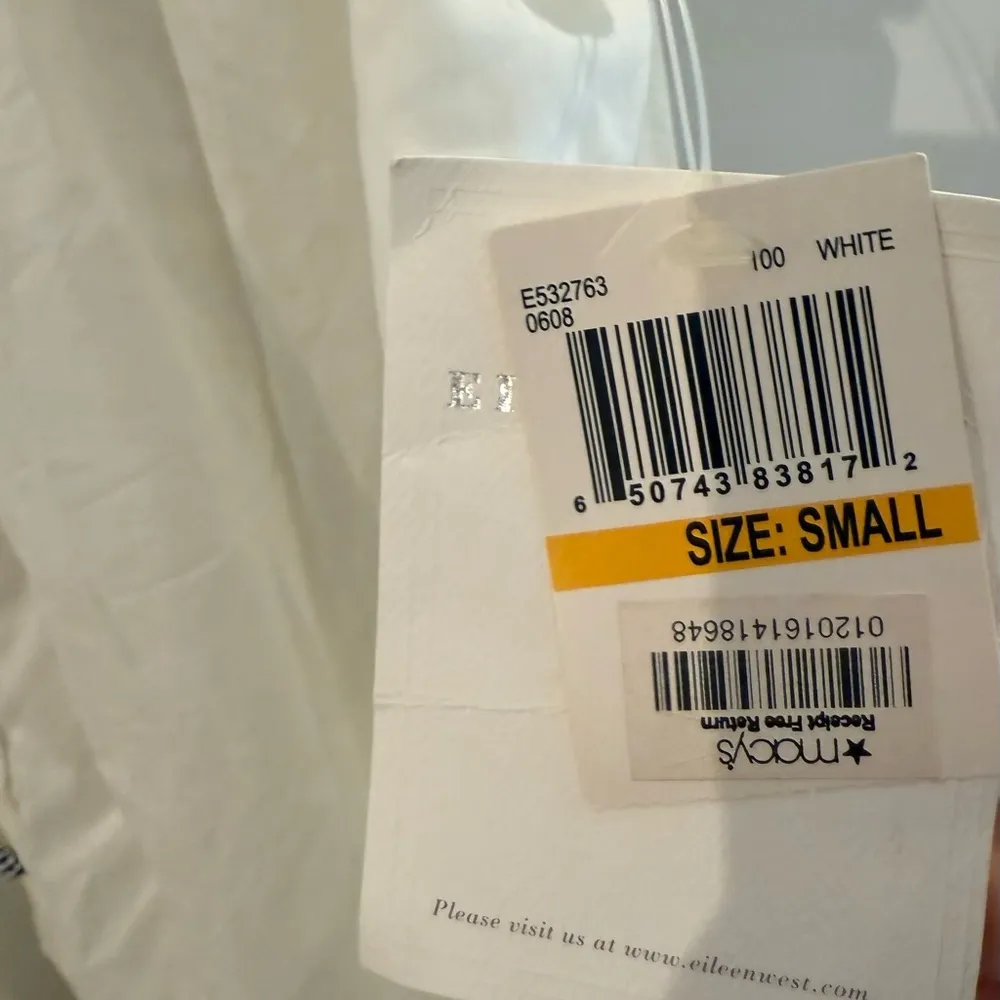 100 WHITE
E532763
0608
EI
6 50743 83817 2
SIZE: SMALL
0120161418648
Receipt Free Return
★macy's
Please visit us at www.eileenwest.com